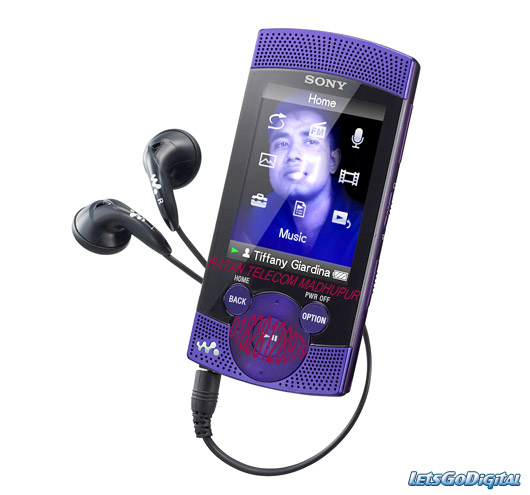 SONY
Home
FM
Music
Tiffany Giardina
RATAN TELECOM MADHUPUR
HOME
PWR OFF
BACK
OPTION
R
LETSGODIGITAL